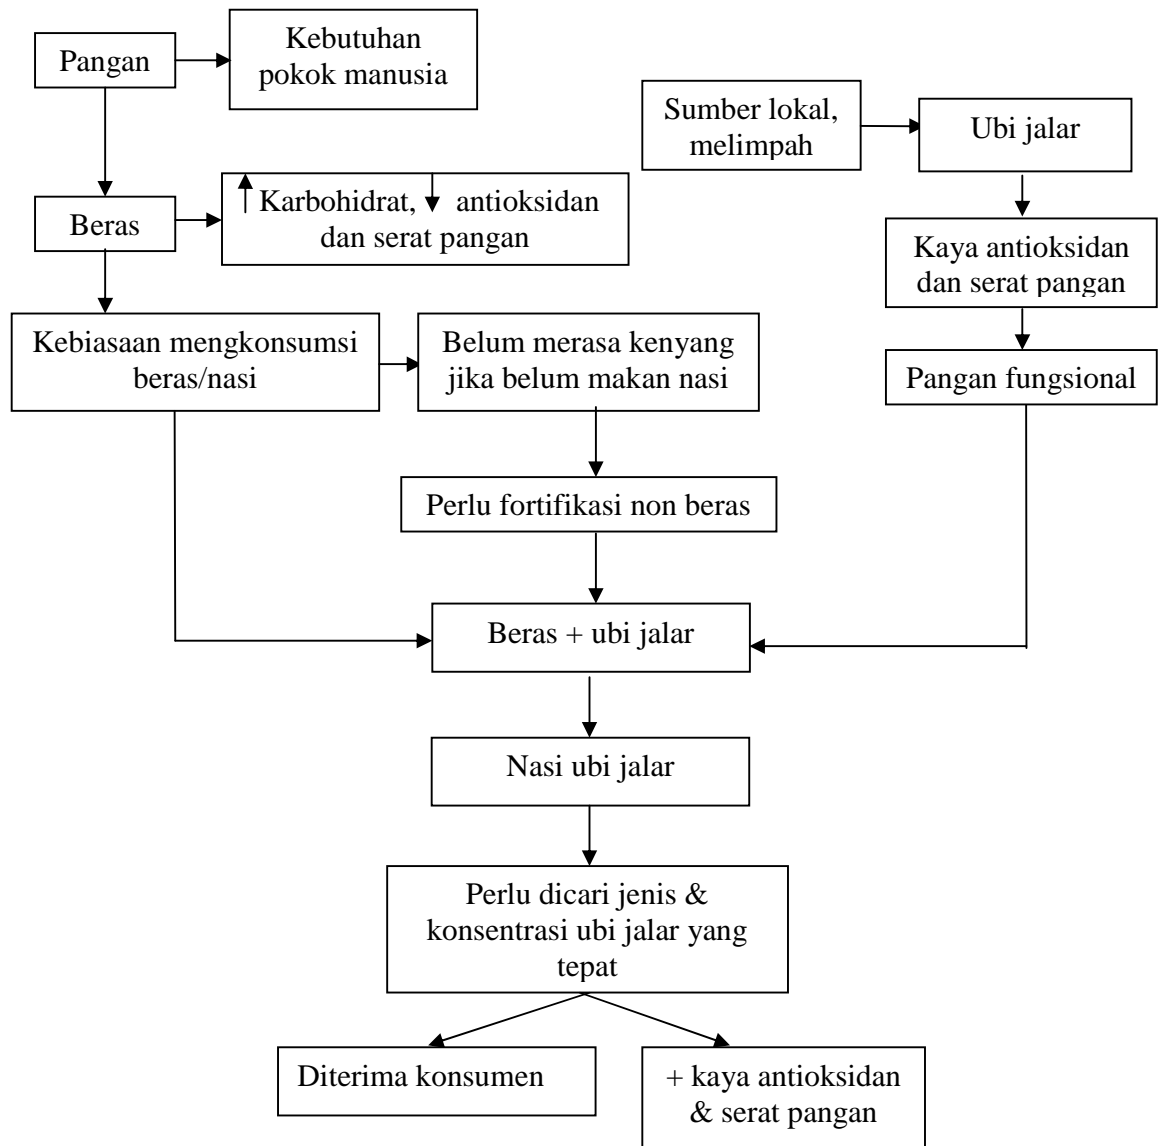 Pangan
Kebutuhan
pokok manusia
Sumber lokal,
melimpah
Ubi jalar
Beras
↑ Karbohidrat, ↓ antioksidan
dan serat pangan
Kaya antioksidan
dan serat pangan
Kebiasaan mengkonsumsi
beras/nasi
Belum merasa kenyang
jika belum makan nasi
Pangan fungsional
Perlu fortifikasi non beras
Beras + ubi jalar
Nasi ubi jalar
Perlu dicari jenis &
konsentrasi ubi jalar yang
tepat
Diterima konsumen
+ kaya antioksidan
& serat pangan